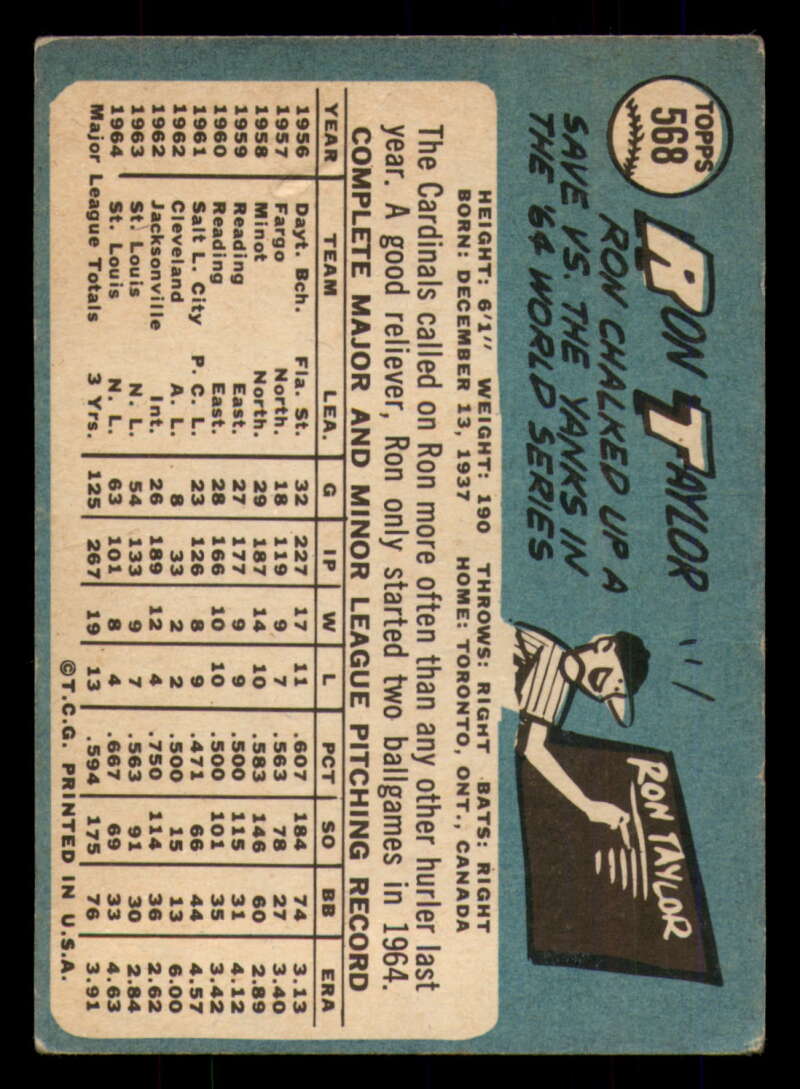 TOPPS
568
RON TAYLOR
RON CHALKED UP A
SAVE VS. THE YANKS IN
THE '64 WORLD SERIES
RON TAYLOR
HEIGHT: 6'1" WEIGHT: 190 THROWS: RIGHT BATS: RIGHT
BORN: DECEMBER 13, 1937 HOME: TORONTO, ONT., CANADA
The Cardinals called on Ron more often than any other hurler last
year. A good reliever, Ron only started two ballgames in 1964.
COMPLETE MAJOR AND MINOR LEAGUE PITCHING RECORD
YEAR TEAM LEA. G IP W L PCT SO BB ERA
1956 Dayt. Bch. Fla. St. 32 227 17 11 .607 184 74 3.13
1957 Fargo North. 18 119 9 7 .563 78 27 3.40
1958 Minot North. 29 187 14 10 .583 146 60 2.89
1959 Reading East. 27 177 9 9 .500 115 31 4.12
1960 Reading East. 28 166 10 10 .500 101 35 3.42
1961 Salt L. City P. C. L. 23 126 8 9 .471 66 44 4.57
1962 Cleveland A. L. 8 33 2 2 .500 15 13 6.00
1962 Jacksonville Int. 26 189 12 4 .750 114 36 2.62
1963 St. Louis N. L. 54 133 9 7 .563 91 30 2.84
1964 St. Louis N. L. 63 101 8 4 .667 69 33 4.63
Major League Totals 3 Yrs. 125 267 19 13 .594 175 76 3.91
©T.C.G. PRINTED IN U.S.A.